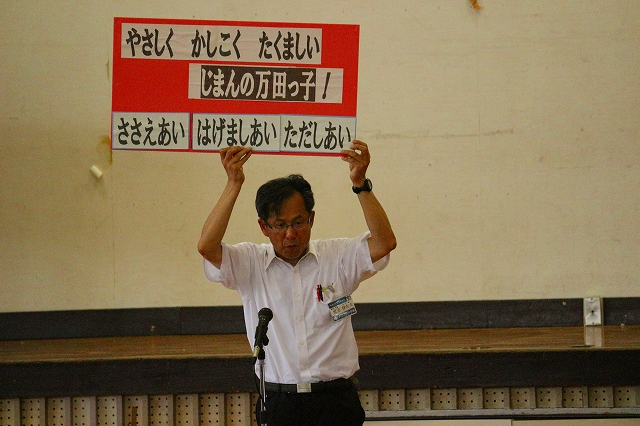 やさしく かしこく たくましい
じまんの万田っ子!
ささえあい はげましあい ただしあい